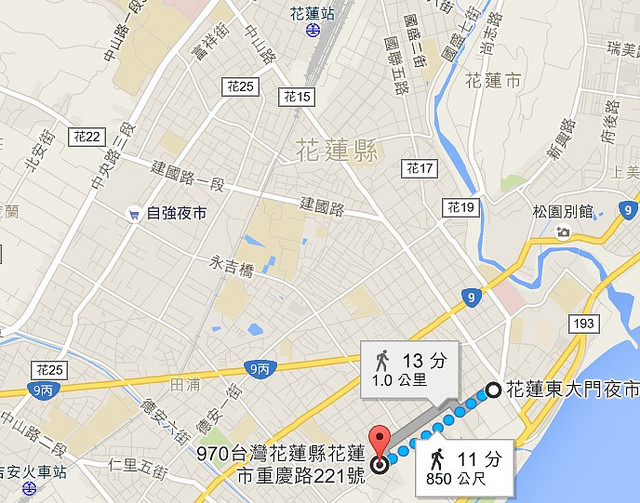 花蓮站
中山路一段
富祥街
中山路
國盛二街
國聯五路
國盛七街
尚志路
花蓮市
瑞美路
府後路
新興路
花25
花15
花22
北安街
中央路三段
花蓮縣
花17
上美
建國路一段
建國路
自強夜市
花19
松園別館
9
永吉橋
9
193
13 分
1.0 公里
花25
9丙
9丙
田浦
花蓮東大門夜市
德安一街
德安六街
中山路二段
970台灣花蓮縣花蓮
市重慶路221號
11 分
850 公尺
仁里五街
吉安火車站